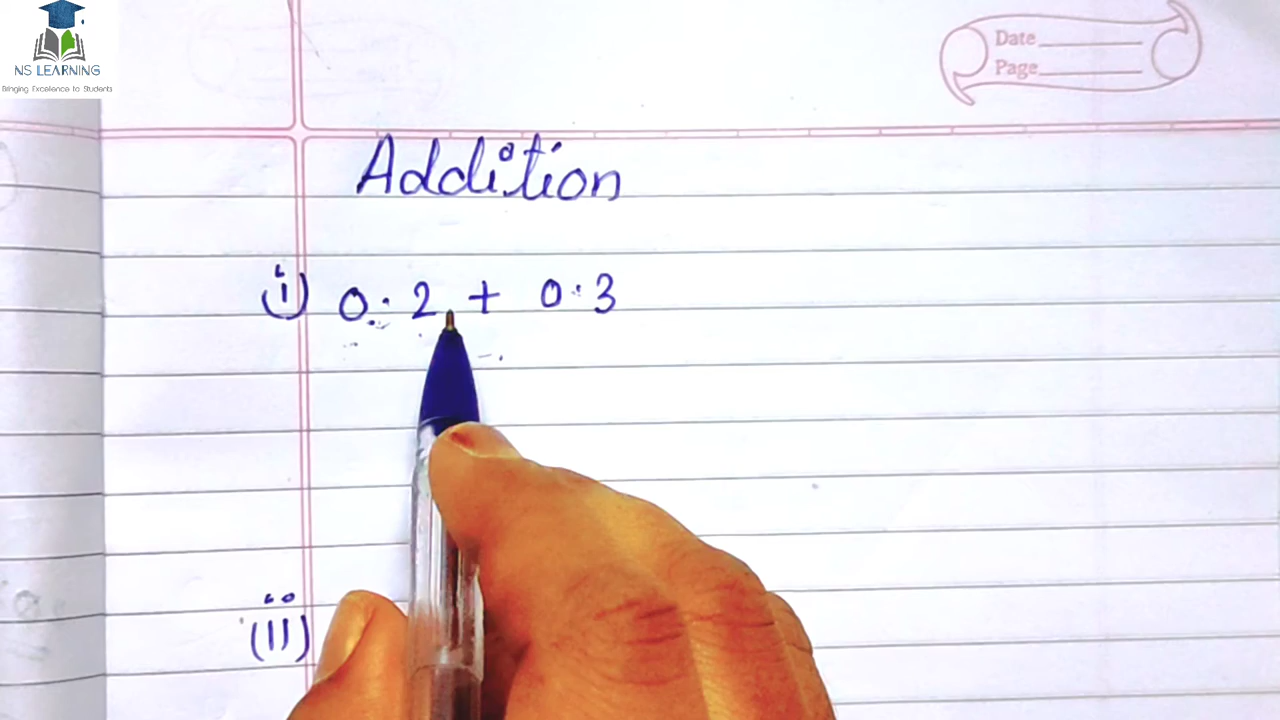 NS LEARNING
Bringing Excellence to Students
Date
Page
Addition
(i) 0.2 + 0.3
(ii)